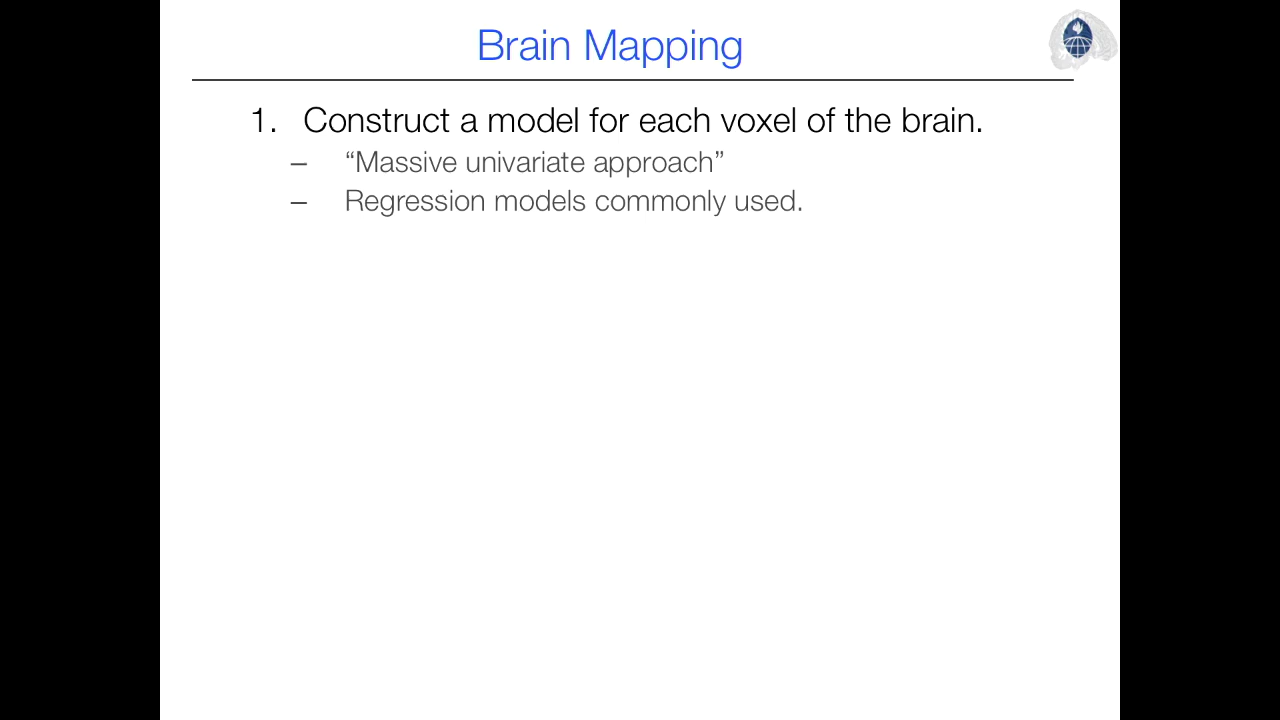 Brain Mapping
1. Construct a model for each voxel of the brain.
– “Massive univariate approach”
– Regression models commonly used.